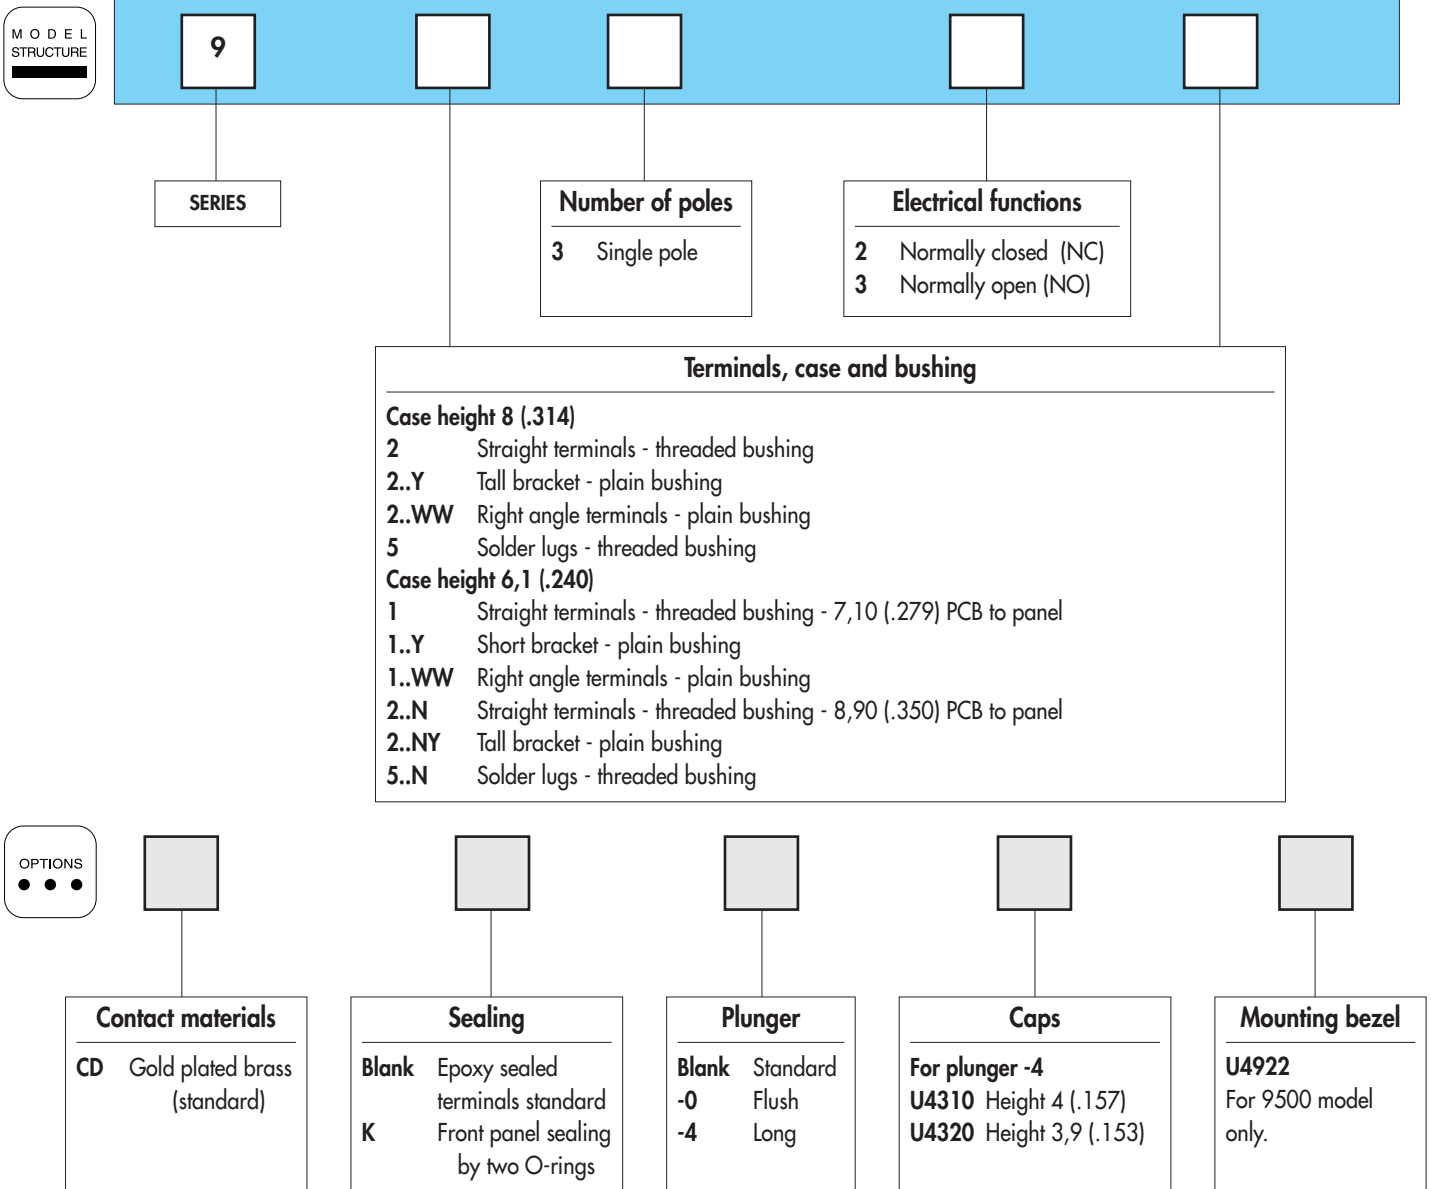 MODEL
STRUCTURE
9
SERIES
Number of poles
3 Single pole
Electrical functions
2 Normally closed (NC)
3 Normally open (NO)
Terminals, case and bushing
Case height 8 (.314)
2 Straight terminals - threaded bushing
2..Y Tall bracket - plain bushing
2..WW Right angle terminals - plain bushing
5 Solder lugs - threaded bushing
Case height 6,1 (.240)
1 Straight terminals - threaded bushing - 7,10 (.279) PCB to panel
1..Y Short bracket - plain bushing
1..WW Right angle terminals - plain bushing
2..N Straight terminals - threaded bushing - 8,90 (.350) PCB to panel
2..NY Tall bracket - plain bushing
5..N Solder lugs - threaded bushing
OPTIONS
Contact materials
CD Gold plated brass
(standard)
Sealing
Blank Epoxy sealed
terminals standard
K Front panel sealing
by two O-rings
Plunger
Blank Standard
-0 Flush
-4 Long
Caps
For plunger -4
U4310 Height 4 (.157)
U4320 Height 3,9 (.153)
Mounting bezel
U4922
For 9500 model
only.